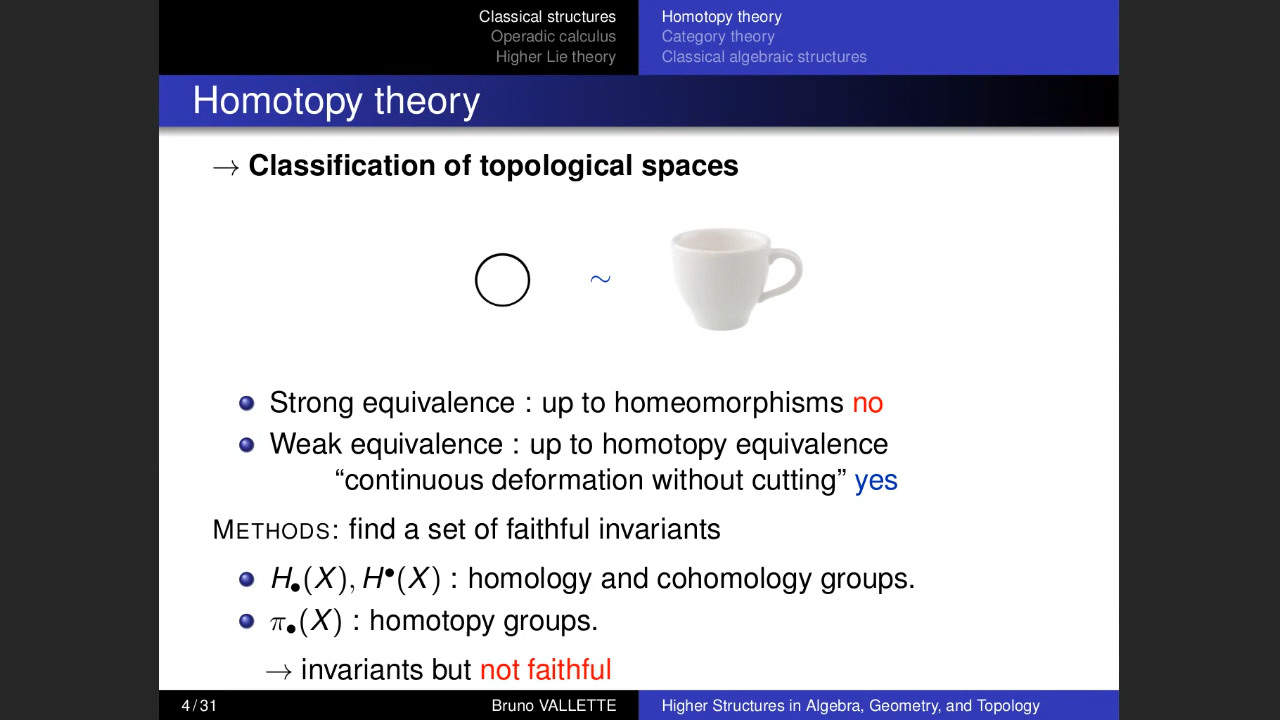 Classical structures
Operadic calculus
Higher Lie theory
Homotopy theory
Category theory
Classical algebraic structures
Homotopy theory
→ Classification of topological spaces
∼
Strong equivalence : up to homeomorphisms no
Weak equivalence : up to homotopy equivalence
“continuous deformation without cutting” yes
METHODS: find a set of faithful invariants
H•(X), H•(X) : homology and cohomology groups.
π•(X) : homotopy groups.
→ invariants but not faithful
4/31 Bruno VALLETTE Higher Structures in Algebra, Geometry, and Topology